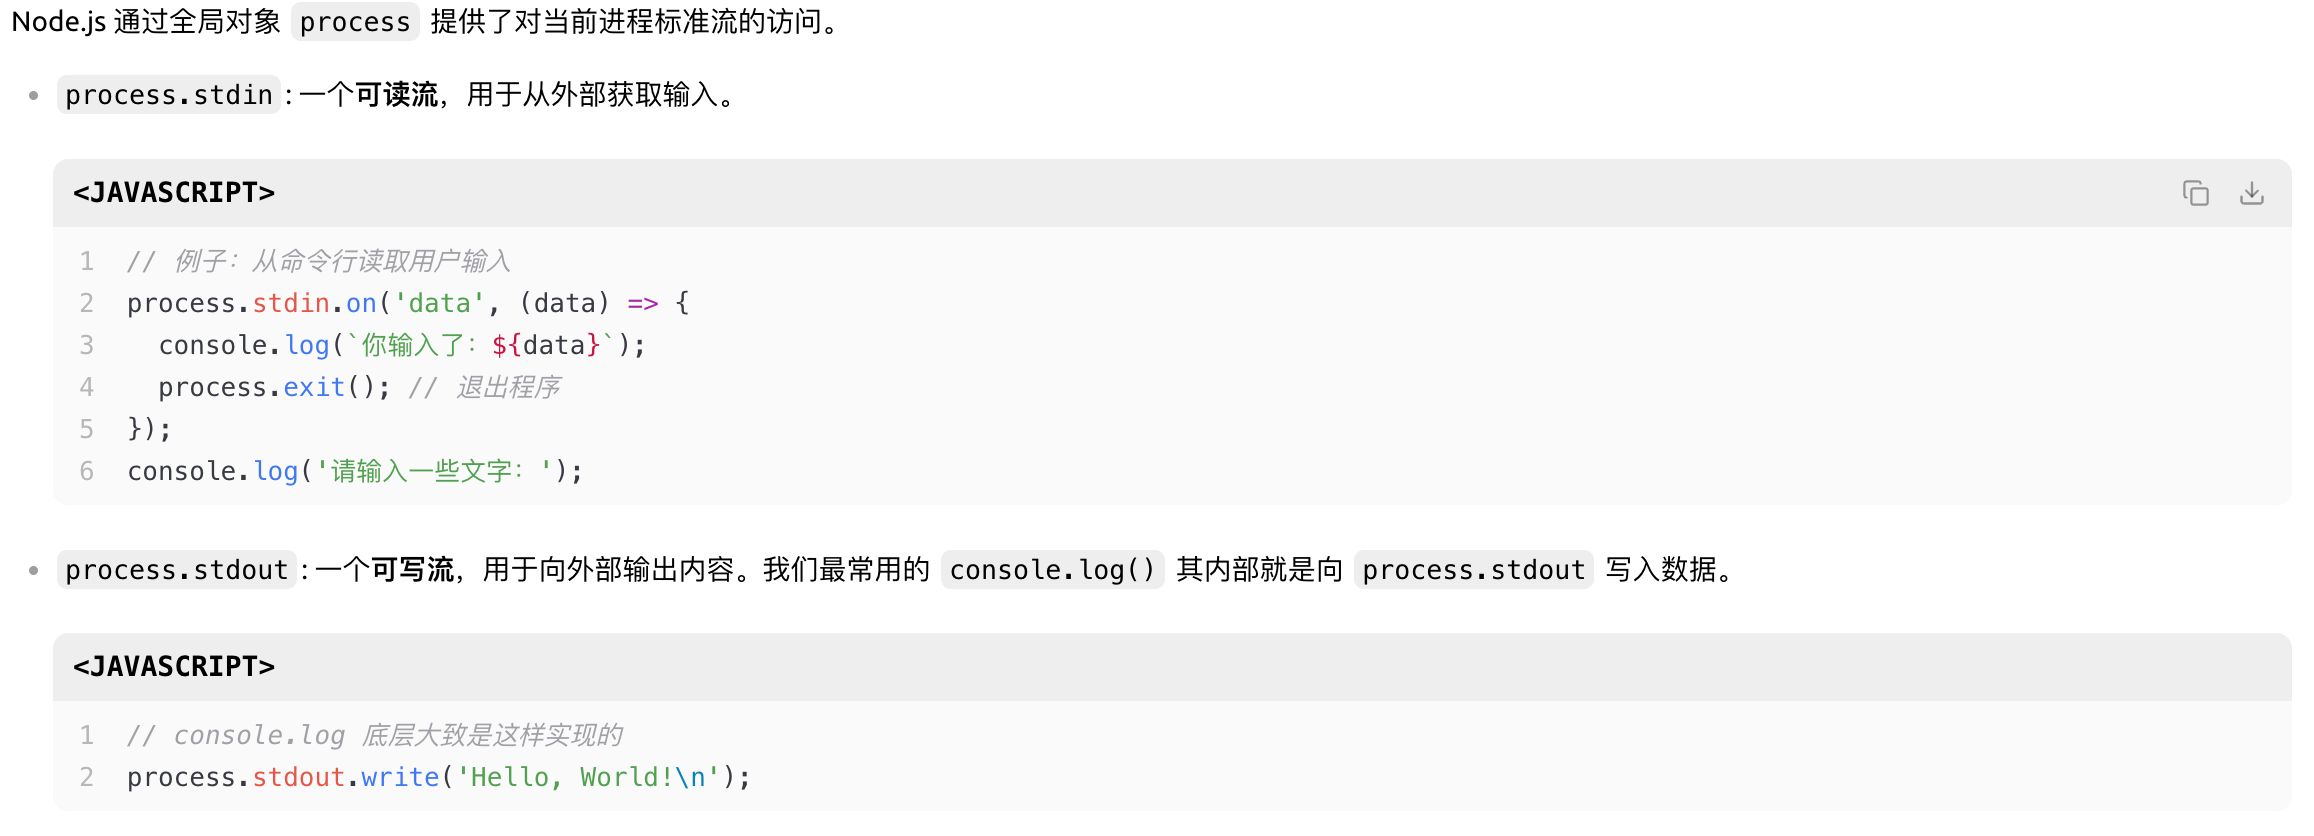 Node.js 通过全局对象 process 提供了对当前进程标准流的访问。
• process.stdin：一个可读流，用于从外部获取输入。
<JAVASCRIPT>
1 // 例子：从命令行读取用户输入
2 process.stdin.on('data', (data) => {
3   console.log(`你输入了：${data}`);
4   process.exit(); // 退出程序
5 });
6 console.log('请输入一些文字：');
• process.stdout：一个可写流，用于向外部输出内容。我们最常用的 console.log() 其内部就是向 process.stdout 写入数据。
<JAVASCRIPT>
1 // console.log 底层大致是这样实现的
2 process.stdout.write('Hello, World!\n');